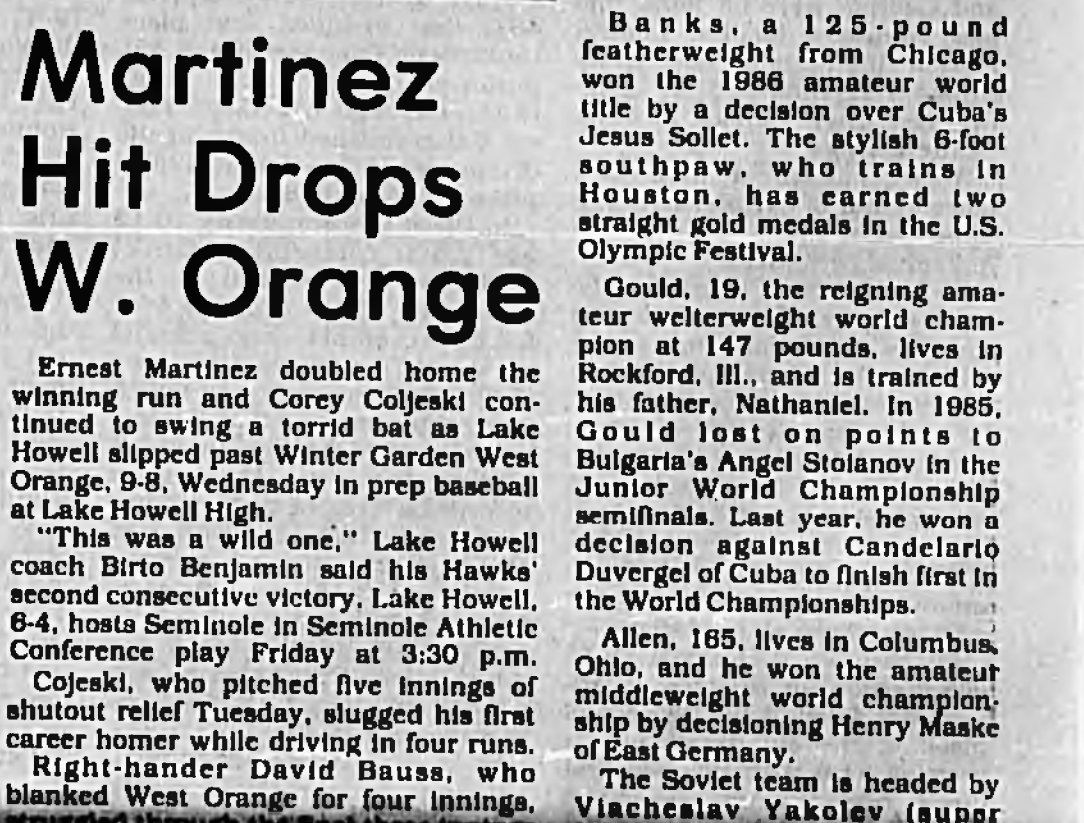 Martinez
Hit Drops
W. Orange
Ernest Martinez doubled home the
winning run and Corey Coljeski con-
tinued to swing a torrid bat as Lake
Howell slipped past Winter Garden West
Orange, 9-8, Wednesday in prep baseball
at Lake Howell High.
"This was a wild one," Lake Howell
coach Birto Benjamin said his Hawks'
second consecutive victory. Lake Howell,
6-4, hosts Seminole in Seminole Athletic
Conference play Friday at 3:30 p.m.
Cojeski, who pitched five innings of
shutout relief Tuesday, slugged his first
career homer while driving in four runs.
Right-hander David Bauss, who
blanked West Orange for four innings,
Banks, a 125-pound
featherweight from Chicago,
won the 1986 amateur world
title by a decision over Cuba's
Jesus Sollet. The stylish 6-foot
southpaw, who trains in
Houston, has earned two
straight gold medals in the U.S.
Olympic Festival.
Gould, 19, the reigning ama-
teur welterweight world cham-
pion at 147 pounds, lives in
Rockford, Ill., and is trained by
his father, Nathaniel. In 1985,
Gould lost on points to
Bulgaria's Angel Stoianov in the
Junior World Championship
semifinals. Last year, he won a
decision against Candelario
Duvergel of Cuba to finish first in
the World Championships.
Allen, 165, lives in Columbus,
Ohio, and he won the amateur
middleweight world champion-
ship by decisioning Henry Maske
of East Germany.
The Soviet team is headed by
Viacheslav Yakolev (super